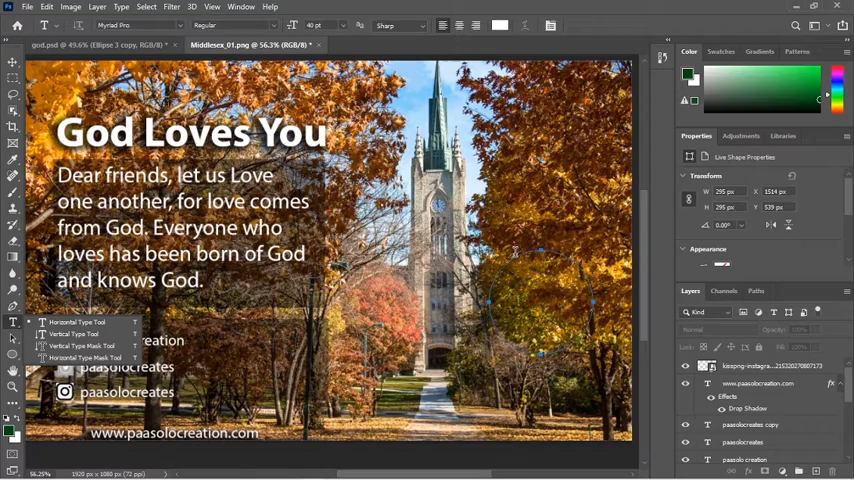 File Edit Image Layer Type Select Filter 3D View Window Help
Myriad Pro Regular 40 pt Sharp
god.psd @ 49.6% (Ellipse 3 copy, RGB/8) * × Middlesex_01.png @ 56.3% (RGB/8) * ×
God Loves You
Dear friends, let us Love
one another, for love comes
from God. Everyone who
loves has been born of God
and knows God.
Horizontal Type Tool T
Vertical Type Tool T
Vertical Type Mask Tool T
Horizontal Type Mask Tool T
creation
paasolocreates
paasolocreates
www.paasolocreation.com
56.25% 1920 px x 1080 px (72 ppi)
Color Swatches Gradients Patterns
Properties Adjustments Libraries
Live Shape Properties
Transform
W 295 px X 1514 px
H 295 px Y 539 px
0.00°
Appearance
Layers Channels Paths
Kind
Normal Opacity: 100%
Lock: Fill: 100%
kisspng-instagra...215320270807173
www.paasolocreation.com fx
Effects
Drop Shadow
paasolocreates copy
paasolocreates
paasolo creation